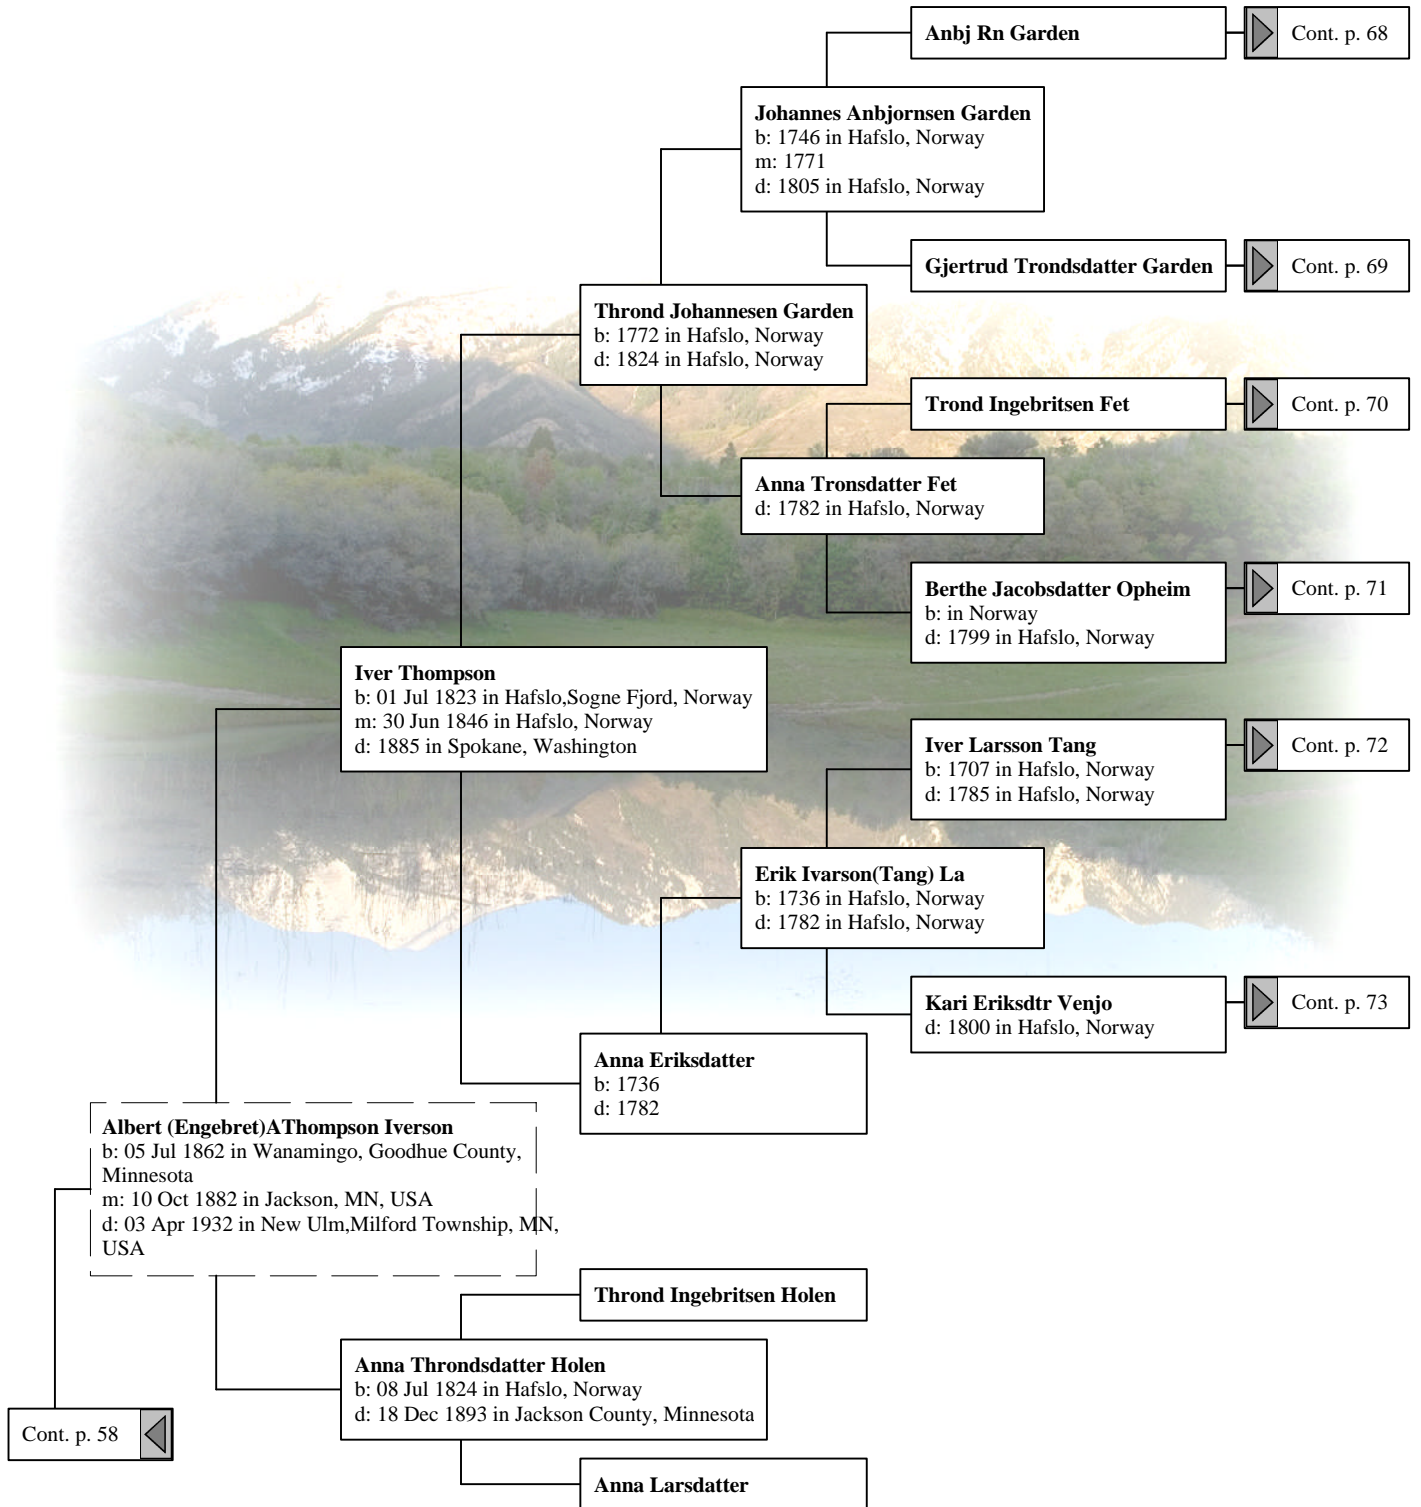 Anbj Rn Garden
Cont. p. 68
Johannes Anbjornsen Garden
b: 1746 in Hafslo, Norway
m: 1771
d: 1805 in Hafslo, Norway
Gjertrud Trondsdatter Garden
Cont. p. 69
Thrond Johannesen Garden
b: 1772 in Hafslo, Norway
d: 1824 in Hafslo, Norway
Trond Ingebritsen Fet
Cont. p. 70
Anna Tronsdatter Fet
d: 1782 in Hafslo, Norway
Berthe Jacobsdatter Opheim
b: in Norway
d: 1799 in Hafslo, Norway
Cont. p. 71
Iver Thompson
b: 01 Jul 1823 in Hafslo,Sogne Fjord, Norway
m: 30 Jun 1846 in Hafslo, Norway
d: 1885 in Spokane, Washington
Iver Larsson Tang
b: 1707 in Hafslo, Norway
d: 1785 in Hafslo, Norway
Cont. p. 72
Erik Ivarson(Tang) La
b: 1736 in Hafslo, Norway
d: 1782 in Hafslo, Norway
Kari Eriksdtr Venjo
d: 1800 in Hafslo, Norway
Cont. p. 73
Anna Eriksdatter
b: 1736
d: 1782
Albert (Engebret)AThompson Iverson
b: 05 Jul 1862 in Wanamingo, Goodhue County,
Minnesota
m: 10 Oct 1882 in Jackson, MN, USA
d: 03 Apr 1932 in New Ulm,Milford Township, MN,
USA
Thrond Ingebritsen Holen
Anna Throndsdatter Holen
b: 08 Jul 1824 in Hafslo, Norway
d: 18 Dec 1893 in Jackson County, Minnesota
Cont. p. 58
Anna Larsdatter